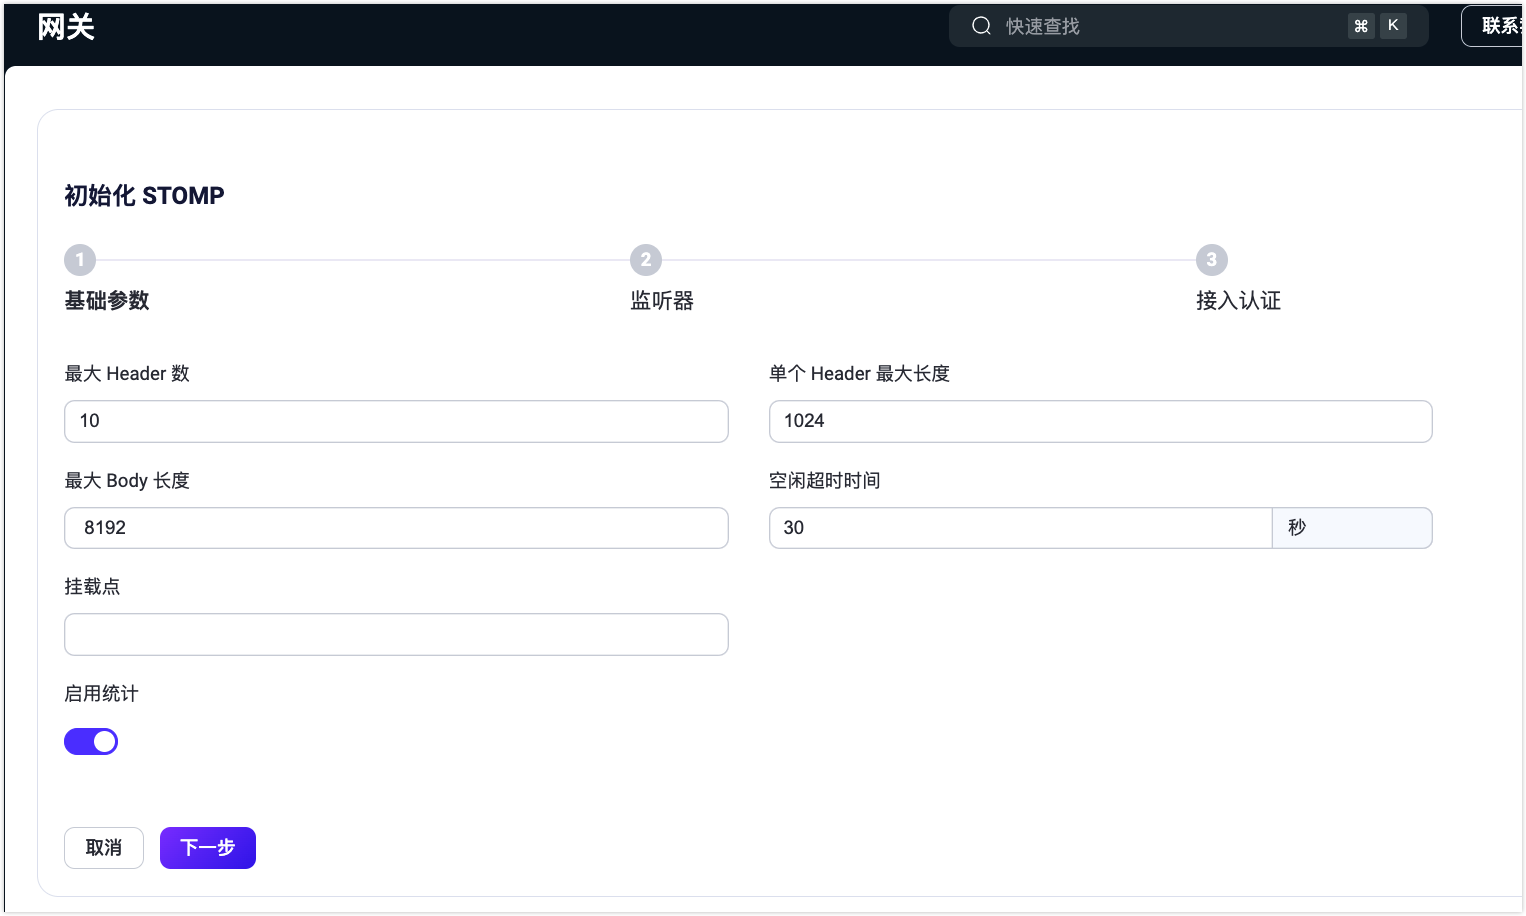 网关
快速查找
⌘ K
联系
初始化 STOMP
1
2
3
基础参数
监听器
接入认证
最大 Header 数
单个 Header 最大长度
10
1024
最大 Body 长度
空闲超时时间
8192
30
秒
挂载点
启用统计
取消
下一步